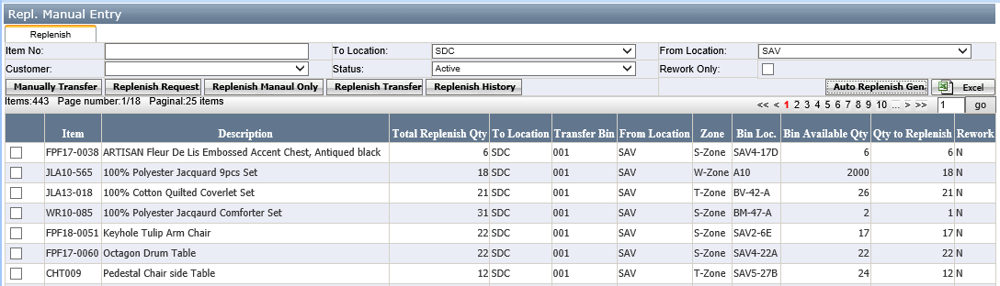 Repl. Manual Entry
Replenish
Item No: To Location: SDC From Location: SAV
Customer: Status: Active Rework Only:
Manually Transfer Replenish Request Replenish Manaul Only Replenish Transfer Replenish History Auto Replenish Gen. Excel
Items:443 Page number:1/18 Paginal:25 items << < 1 2 3 4 5 6 7 8 9 10 ... > >> 1 go
Item Description Total Replenish Qty To Location Transfer Bin From Location Zone Bin Loc. Bin Available Qty Qty to Replenish Rework
FPF17-0038 ARTISAN Fleur De Lis Embossed Accent Chest, Antiqued black 6 SDC 001 SAV S-Zone SAV4-17D 6 6 N
JLA10-565 100% Polyester Jacquard 9pcs Set 18 SDC 001 SAV W-Zone A10 2000 18 N
JLA13-018 100% Cotton Quilted Coverlet Set 21 SDC 001 SAV T-Zone BV-42-A 26 21 N
WR10-085 100% Polyester Jacqaurd Comforter Set 31 SDC 001 SAV S-Zone BM-47-A 2 1 N
FPF18-0051 Keyhole Tulip Arm Chair 22 SDC 001 SAV S-Zone SAV2-6E 17 17 N
FPF17-0060 Octagon Drum Table 22 SDC 001 SAV S-Zone SAV4-22A 22 22 N
CHT009 Pedestal Chair side Table 12 SDC 001 SAV T-Zone SAV5-27B 24 12 N